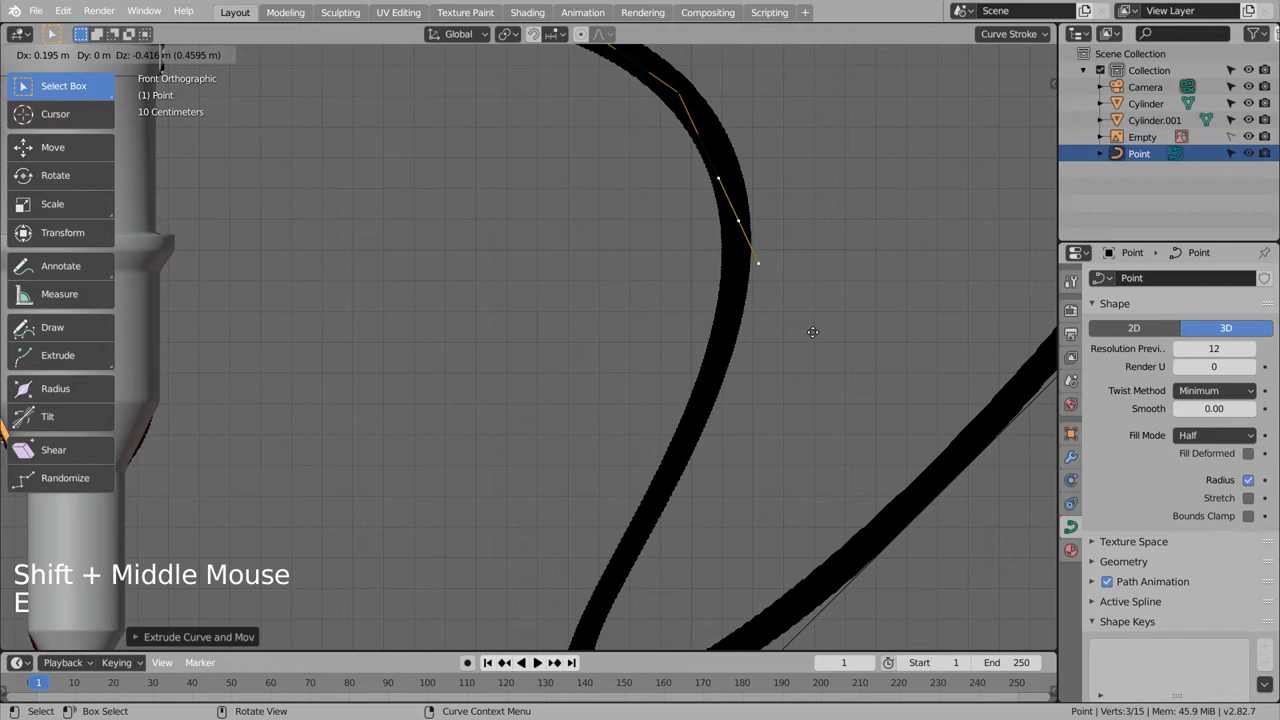 File Edit Render Window Help
Layout Modeling Sculpting UV Editing Texture Paint Shading Animation Rendering Compositing Scripting +
Scene
View Layer
Global
Curve Stroke
Dx: 0.195 m Dy: 0 m Dz: -0.416 m (0.4595 m)
Front Orthographic
(1) Point
10 Centimeters
Select Box
Cursor
Move
Rotate
Scale
Transform
Annotate
Measure
Draw
Extrude
Radius
Tilt
Shear
Randomize
Shift + Middle Mouse
E
Extrude Curve and Mov
Scene Collection
Collection
Camera
Cylinder
Cylinder.001
Empty
Point
Point Point
Point
Shape
2D 3D
Resolution Previ.. 12
Render U 0
Twist Method Minimum
Smooth 0.00
Fill Mode Half
Fill Deformed
Radius
Stretch
Bounds Clamp
Texture Space
Geometry
Path Animation
Active Spline
Shape Keys
Playback Keying View Marker
1 Start 1 End 250
1 10 20 30 40 50 60 70 80 90 100 110 120 130 140 150 160 170 180 190 200 210 220 230 240 250
Select Box Select Rotate View Curve Context Menu
Point | Verts:3/15 | Mem: 45.9 MiB | v2.82.7